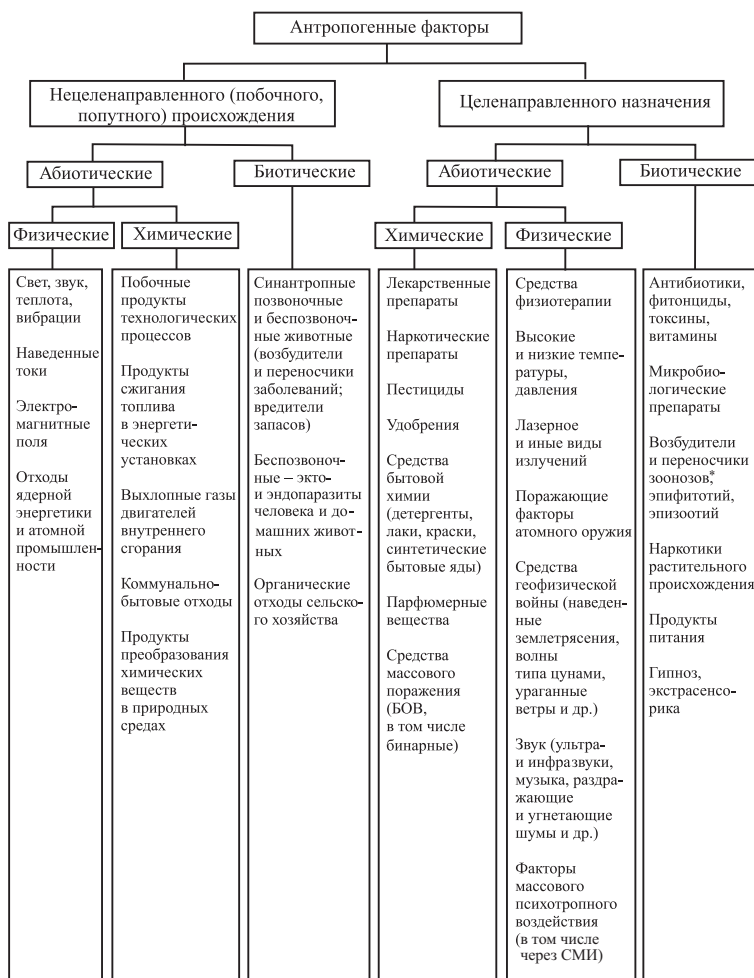 Антропогенные факторы
Нецеленаправленного (побочного,
попутного) происхождения
Целенаправленного назначения
Абиотические
Биотические
Абиотические
Биотические
Физические
Химические
Химические
Физические
Свет, звук,
теплота,
вибрации
Наведенные
токи
Электро-
магнитные
поля
Отходы
ядерной
энергетики
и атомной
промышлен-
ности
Побочные
продукты
технологических
процессов
Продукты
сжигания
топлива
в энергети-
ческих
установках
Выхлопные газы
двигателей
внутреннего
сгорания
Коммунально-
бытовые отходы
Продукты
преобразования
химических
веществ
в природных
средах
Синантропные
позвоночные
и беспозвоноч-
ные животные
(возбудители
и переносчики
заболеваний;
вредители
запасов)
Беспозвоноч-
ные – экто-
и эндопаразиты
человека и до-
машних живот-
ных
Органические
отходы сельско-
го хозяйства
Лекарственные
препараты
Наркотические
препараты
Пестициды
Удобрения
Средства
бытовой
химии
(детергенты,
лаки, краски,
синтетические
бытовые яды)
Парфюмерные
вещества
Средства
массового
поражения
(БОВ,
в том числе
бинарные)
Средства
физиотерапии
Высокие
и низкие темпе-
ратуры,
давления
Лазерное
и иные виды
излучений
Поражающие
факторы
атомного оружия
Средства
геофизической
войны (наведен-
ные
землетрясения,
волны
типа цунами,
ураганные
ветры и др.)
Звук (ультра-
и инфразвуки,
музыка, раздра-
жающие
и угнетающие
шумы и др.)
Факторы
массового
психотропного
воздействия
(в том числе
через СМИ)
Антибиотики,
фитонциды,
токсины,
витамины
Микробио-
логические
препараты
Возбудители
и переносчики
зоонозов,*
эпифитотий,
эпизоотий
Наркотики
растительного
происхождения
Продукты
питания
Гипноз,
экстрасенсо-
рика